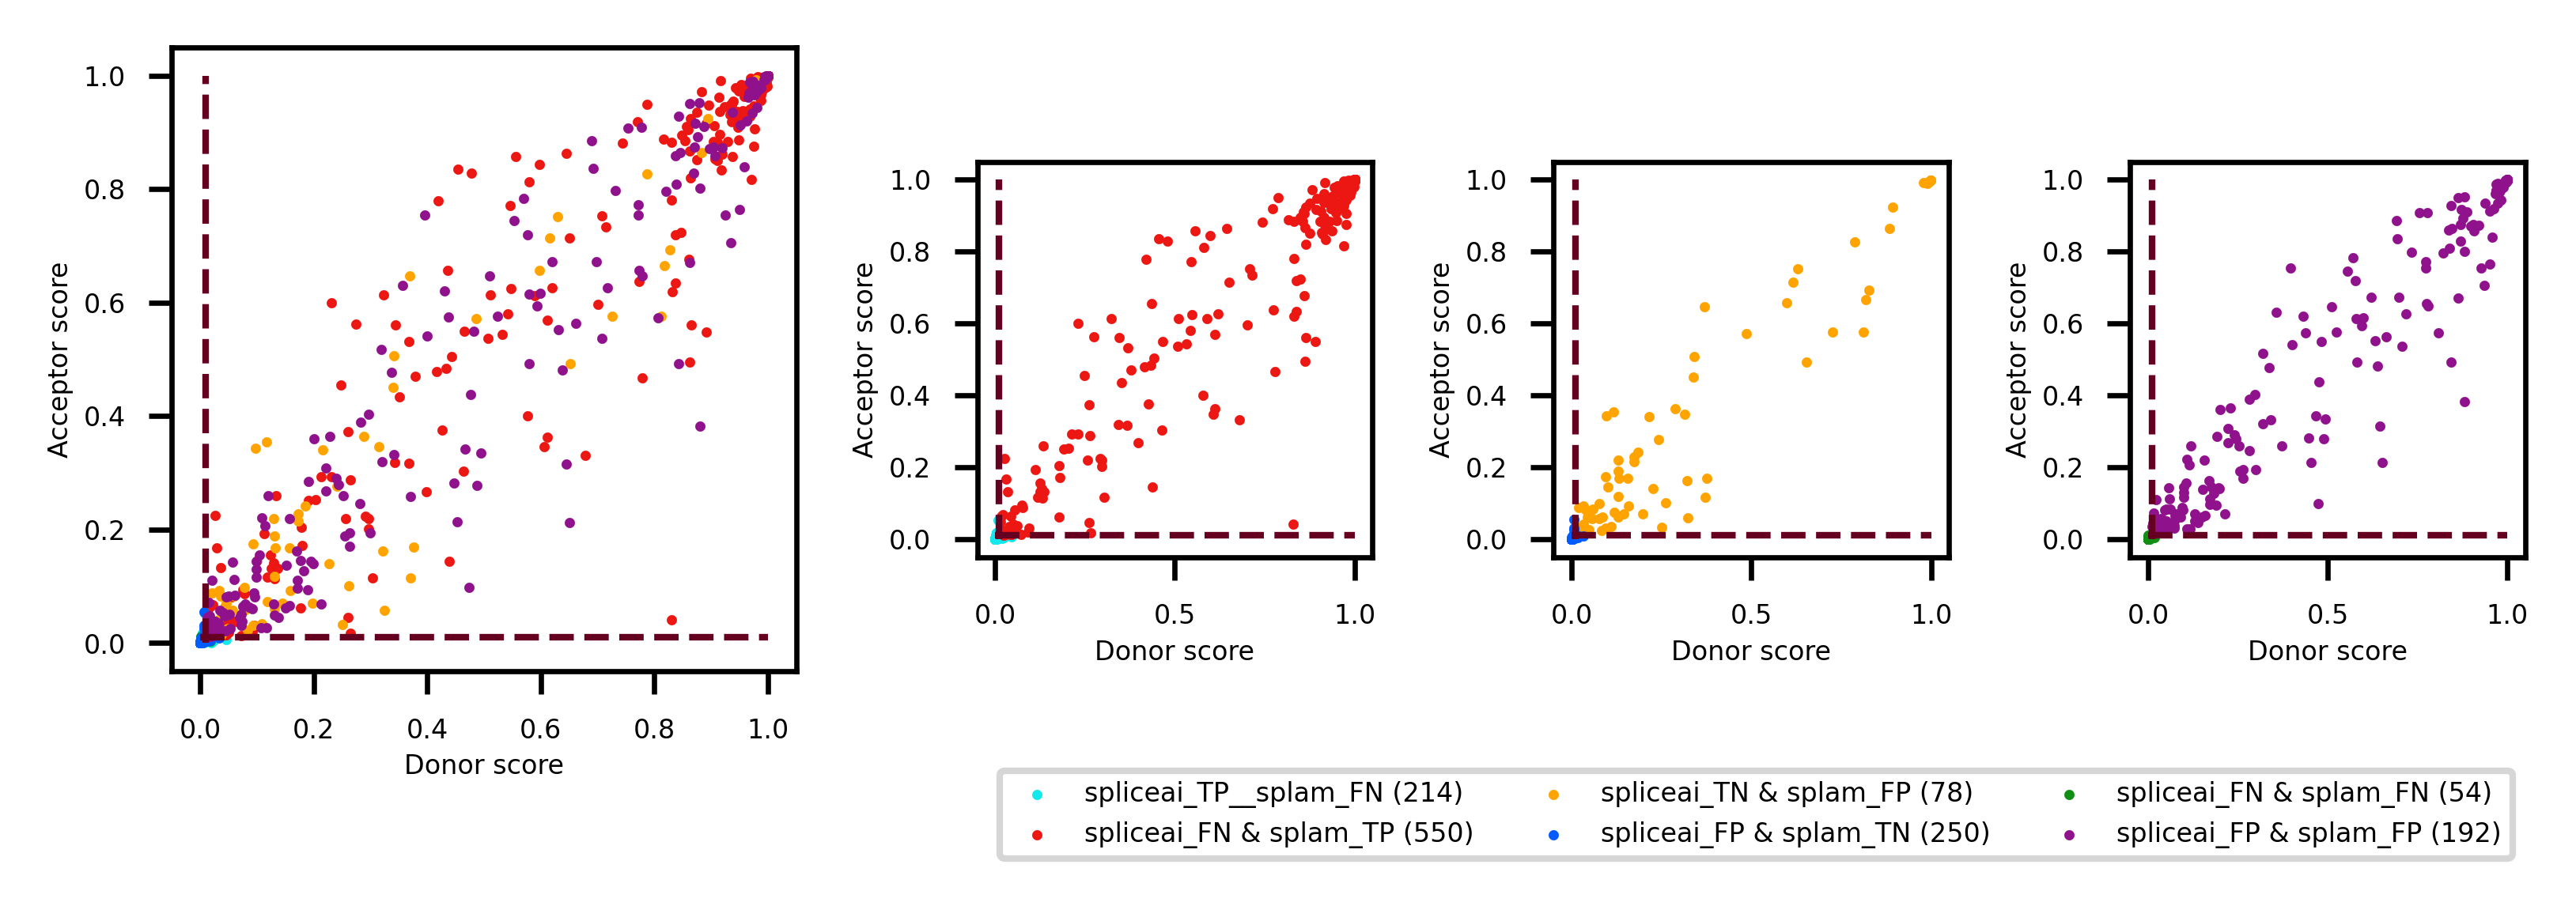 1.0
0.8
0.6
0.4
0.2
0.0
Acceptor score
0.0 0.2 0.4 0.6 0.8 1.0
Donor score
1.0
0.8
0.6
0.4
0.2
0.0
Acceptor score
0.0 0.5 1.0
Donor score
1.0
0.8
0.6
0.4
0.2
0.0
Acceptor score
0.0 0.5 1.0
Donor score
1.0
0.8
0.6
0.4
0.2
0.0
Acceptor score
0.0 0.5 1.0
Donor score
spliceai_TP__splam_FN (214)
spliceai_FN & splam_TP (550)
spliceai_TN & splam_FP (78)
spliceai_FP & splam_TN (250)
spliceai_FN & splam_FN (54)
spliceai_FP & splam_FP (192)